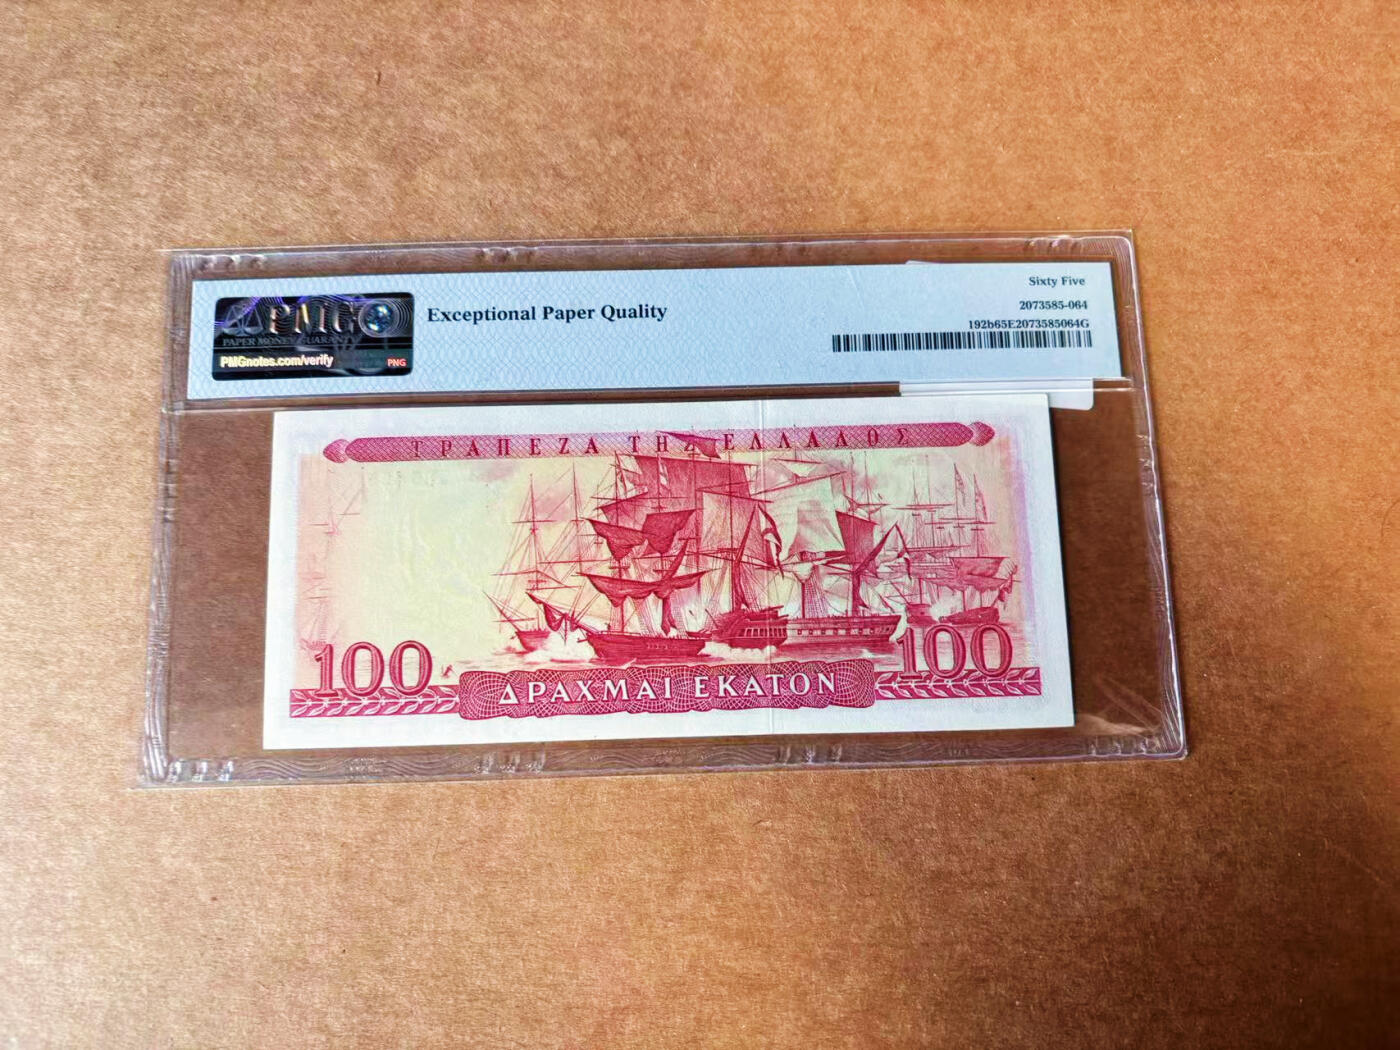 PMG
PAPER MONEY GUARANTY
PMGnotes.com/verify
PNG
Exceptional Paper Quality
Sixty Five
2073585-064
192b65E2073585064G
ΤΡΑΠΕΖΑ ΤΗΣ ΕΛΛΑΔΟΣ
100
100
ΔΡΑΧΜΑΙ ΕΚΑΤΟΝ